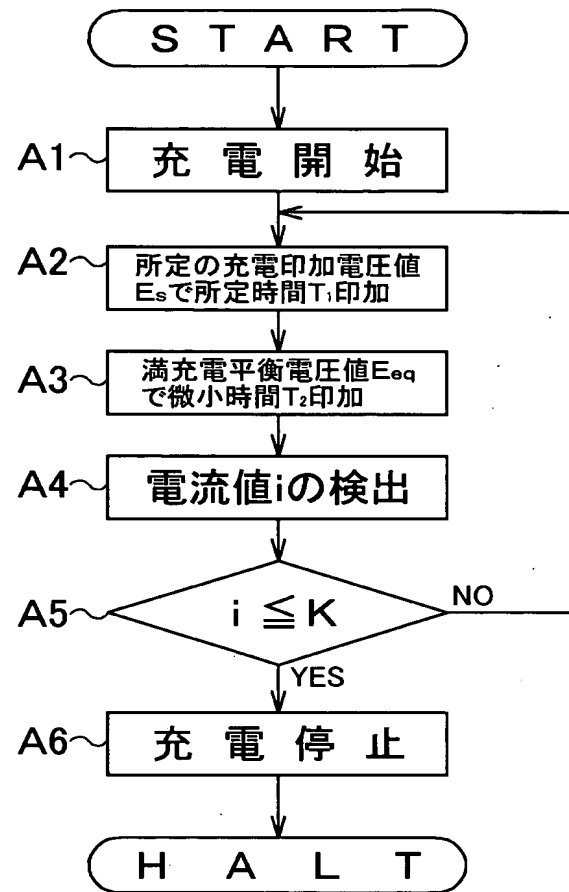 START
A1 充電開始
A2 所定の充電印加電圧値
Esで所定時間T₁印加
A3 満充電平衡電圧値Eeq
で微小時間T₂印加
A4 電流値iの検出
A5 i ≦ K NO
YES
A6 充電停止
HALT